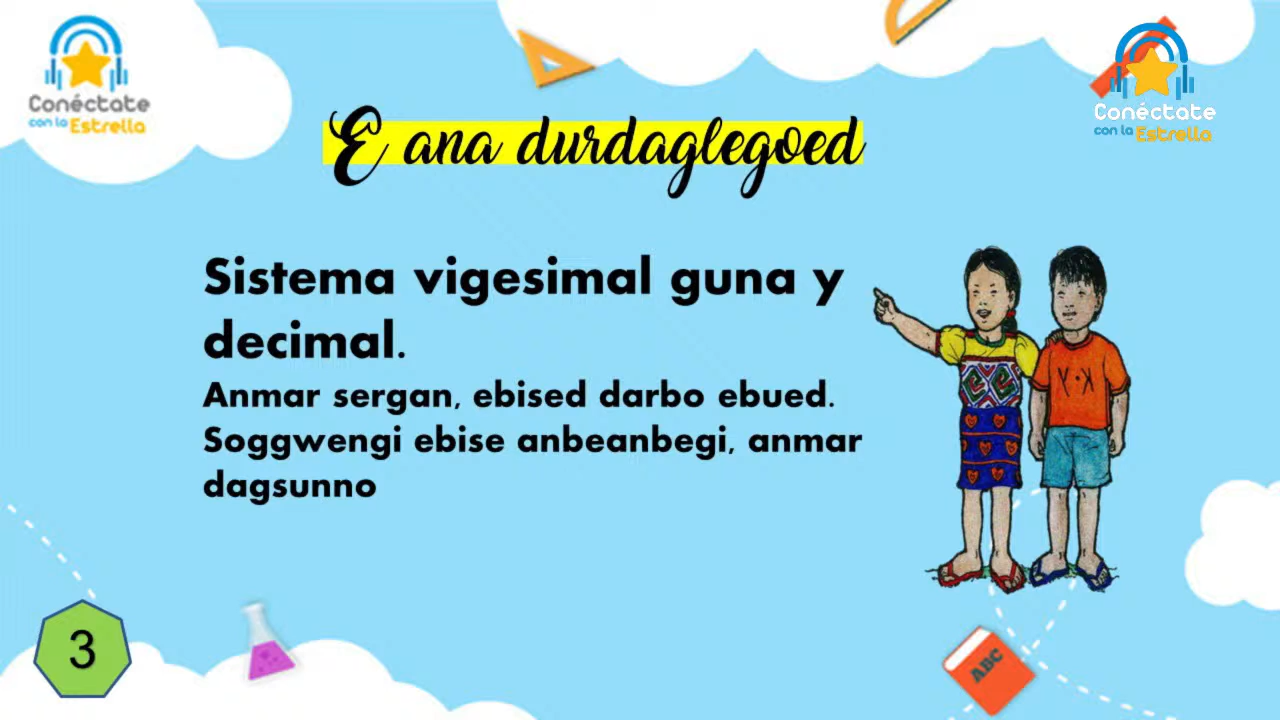 Conéctate
con la Estrella
Conéctate
con la Estrella
E ana durdaglegoed
Sistema vigesimal guna y
decimal.
Anmar sergan, ebised darbo ebued.
Soggwengi ebise anbeanbegi, anmar
dagsunno
3
ABC